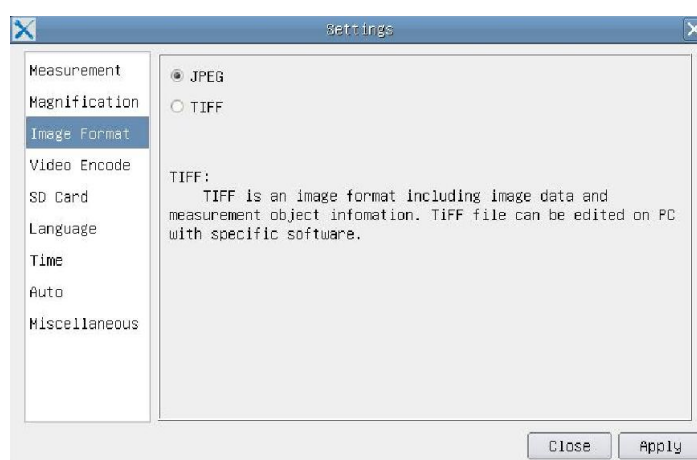 Settings
Measurement
Magnification
Image Format
Video Encode
SD Card
Language
Time
Auto
Miscellaneous
JPEG
TIFF
TIFF:
TIFF is an image format including image data and
measurement object infomation. TiFF file can be edited on PC
with specific software.
Close
Apply